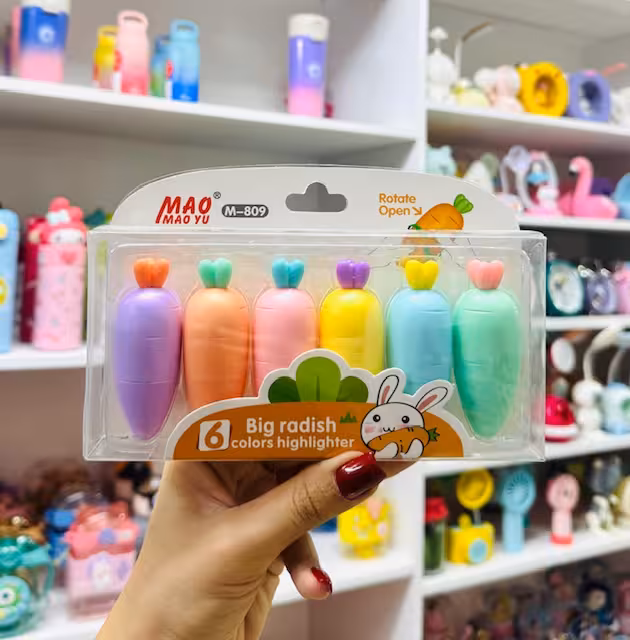 MAO®
MAO YU
M-809
Rotate
Open
6
Big radish
colors highlighter